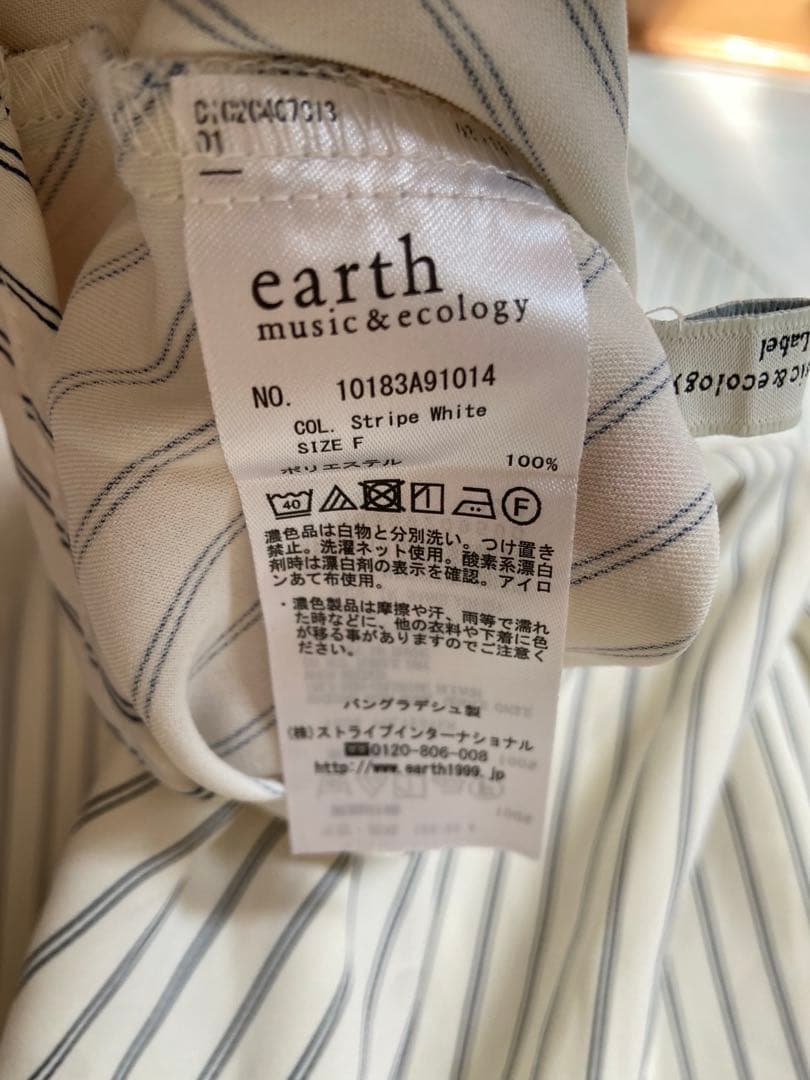 01
earth
music&ecology
NO. 10183A91014
COL. Stripe White
SIZE F
ポリエステル 100%
40
F
濃色品は白物と分別洗い。つけ置き
禁止。洗濯ネット使用。酸素系漂白
剤時は漂白剤の表示を確認。アイロ
ンあて布使用。
・濃色製品は摩擦や汗、雨等で濡れ
た時などに、他の衣料や下着に色
が移る事がありますのでご注意く
ださい。
バングラデシュ製
(株)ストライプインターナショナル
0120-806-008
http://www.earth1999.jp
&ecology
Label